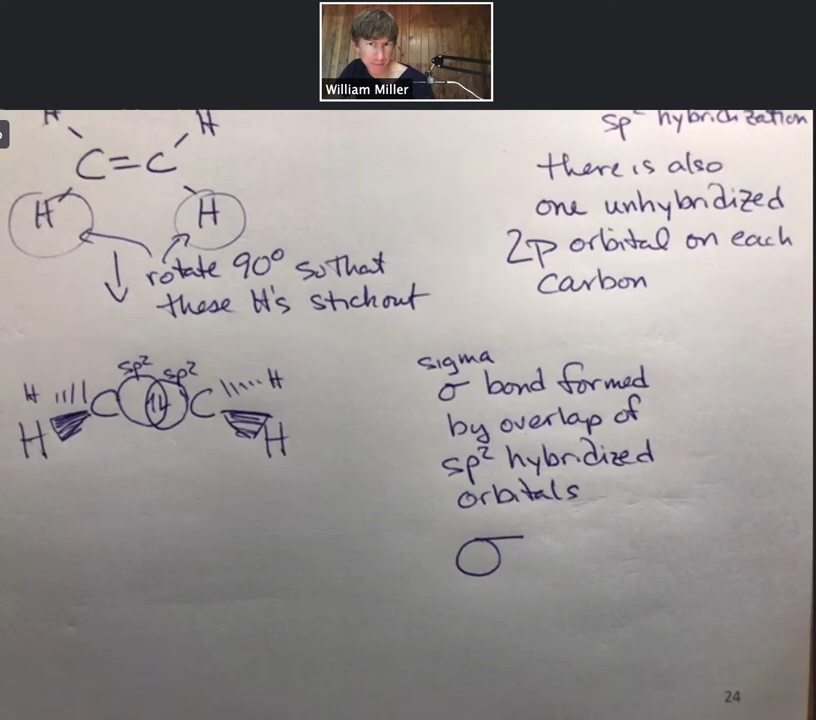 William Miller
H
H
sp² hybridization
C=C
there is also
one unhybridized
2p orbital on each
carbon
H
H
rotate 90° so that
these H's stick out
sp² sp²
H C 1L C H
H H
sigma
σ bond formed
by overlap of
sp² hybridized
orbitals
σ
24